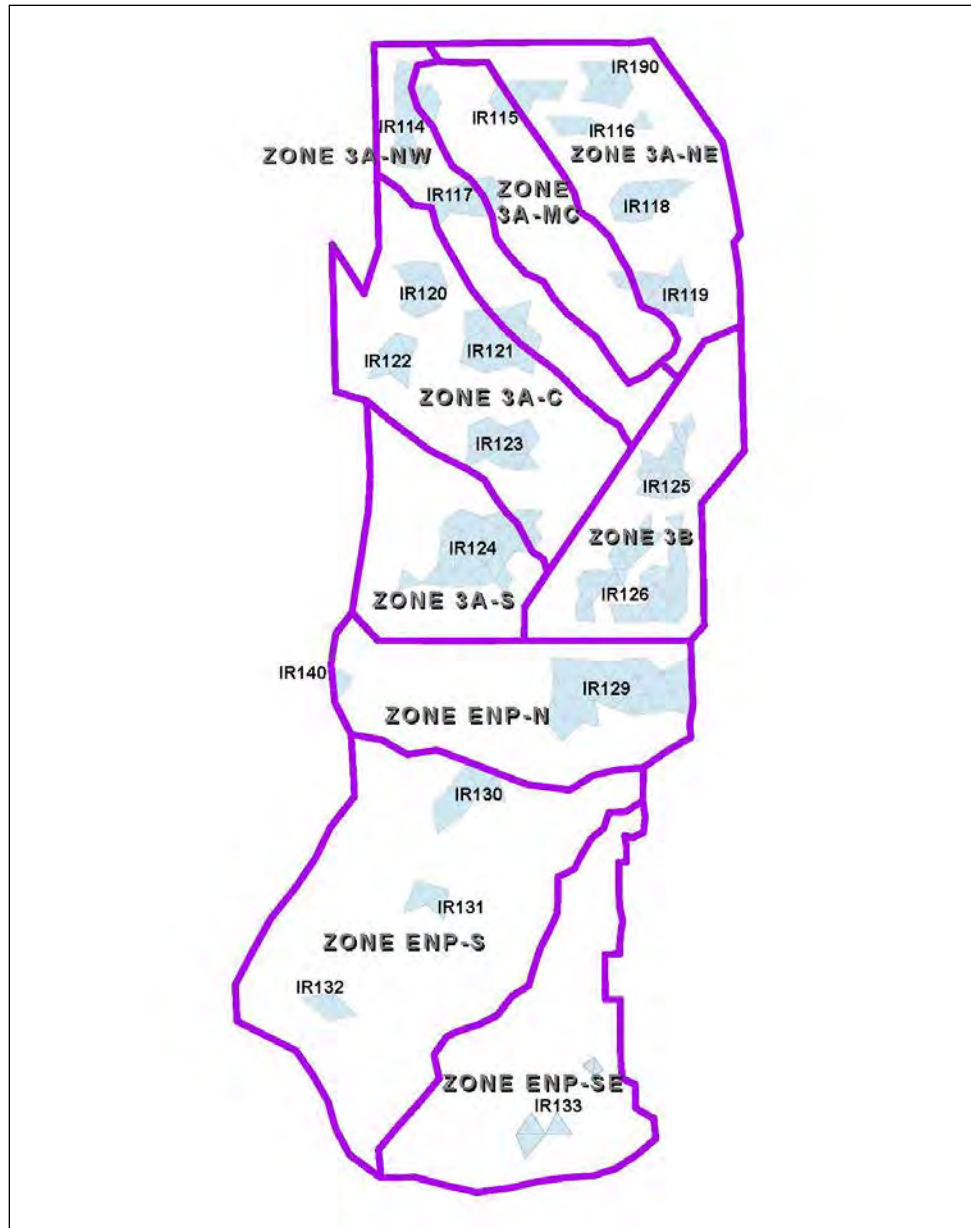 IR190
IR115
IR114
IR116
ZONE 3A-NW
ZONE 3A-NE
IR117
ZONE
3A-MC
IR118
IR120
IR119
IR121
IR122
ZONE 3A-C
IR123
IR125
ZONE 3B
IR124
IR126
ZONE 3A-S
IR140
IR129
ZONE ENP-N
IR130
IR131
ZONE ENP-S
IR132
ZONE ENP-SE
IR133